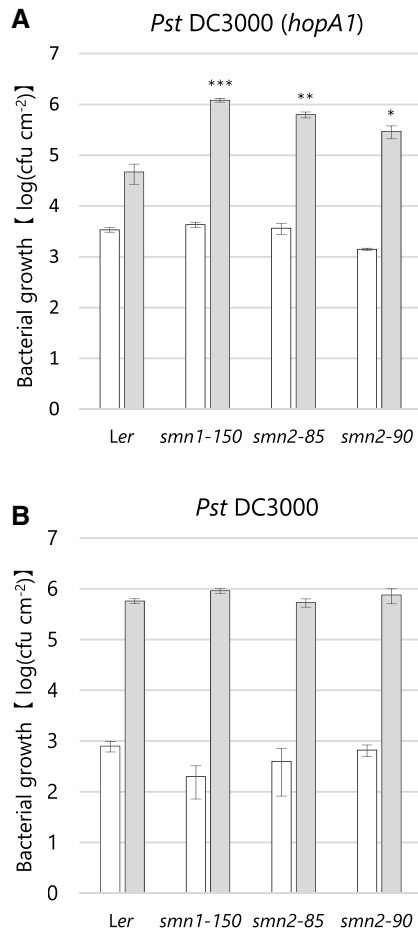 A
Pst DC3000 (hopA1)
Bacterial growth【 log(cfu cm-2)】
7
6
5
4
3
2
1
0
***
**
*
Ler smn1-150 smn2-85 smn2-90
B
Pst DC3000
Bacterial growth【 log(cfu cm-2)】
7
6
5
4
3
2
1
0
Ler smn1-150 smn2-85 smn2-90